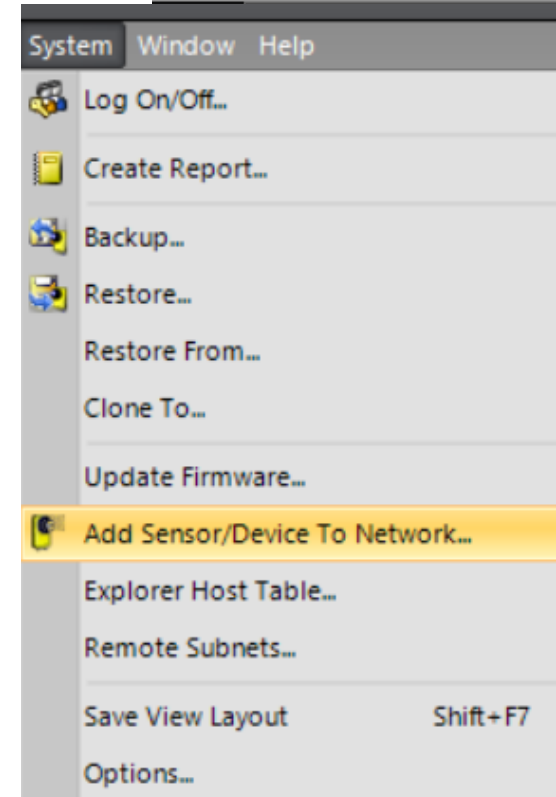 System Window Help
Log On/Off...
Create Report...
Backup...
Restore...
Restore From...
Clone To...
Update Firmware...
Add Sensor/Device To Network...
Explorer Host Table...
Remote Subnets...
Save View Layout Shift+F7
Options...